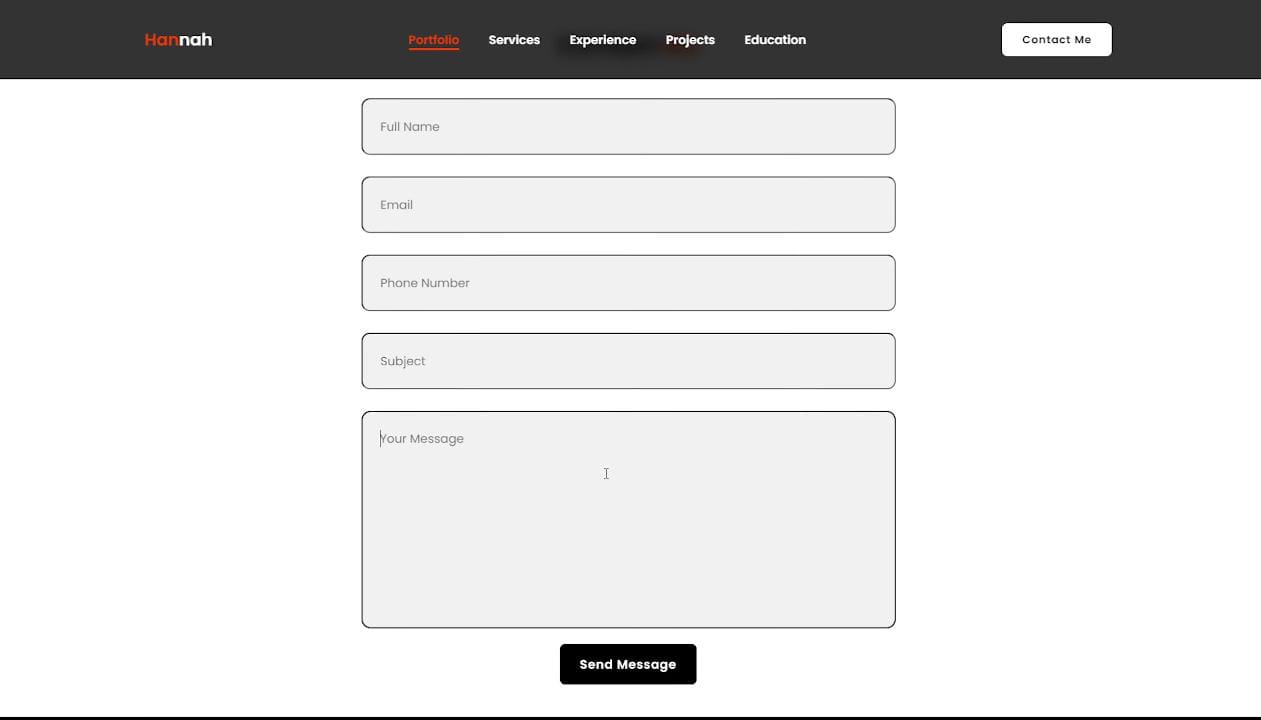 Hannah
Portfolio
Services
Experience
Projects
Education
Contact Me
Full Name
Email
Phone Number
Subject
Your Message
Send Message